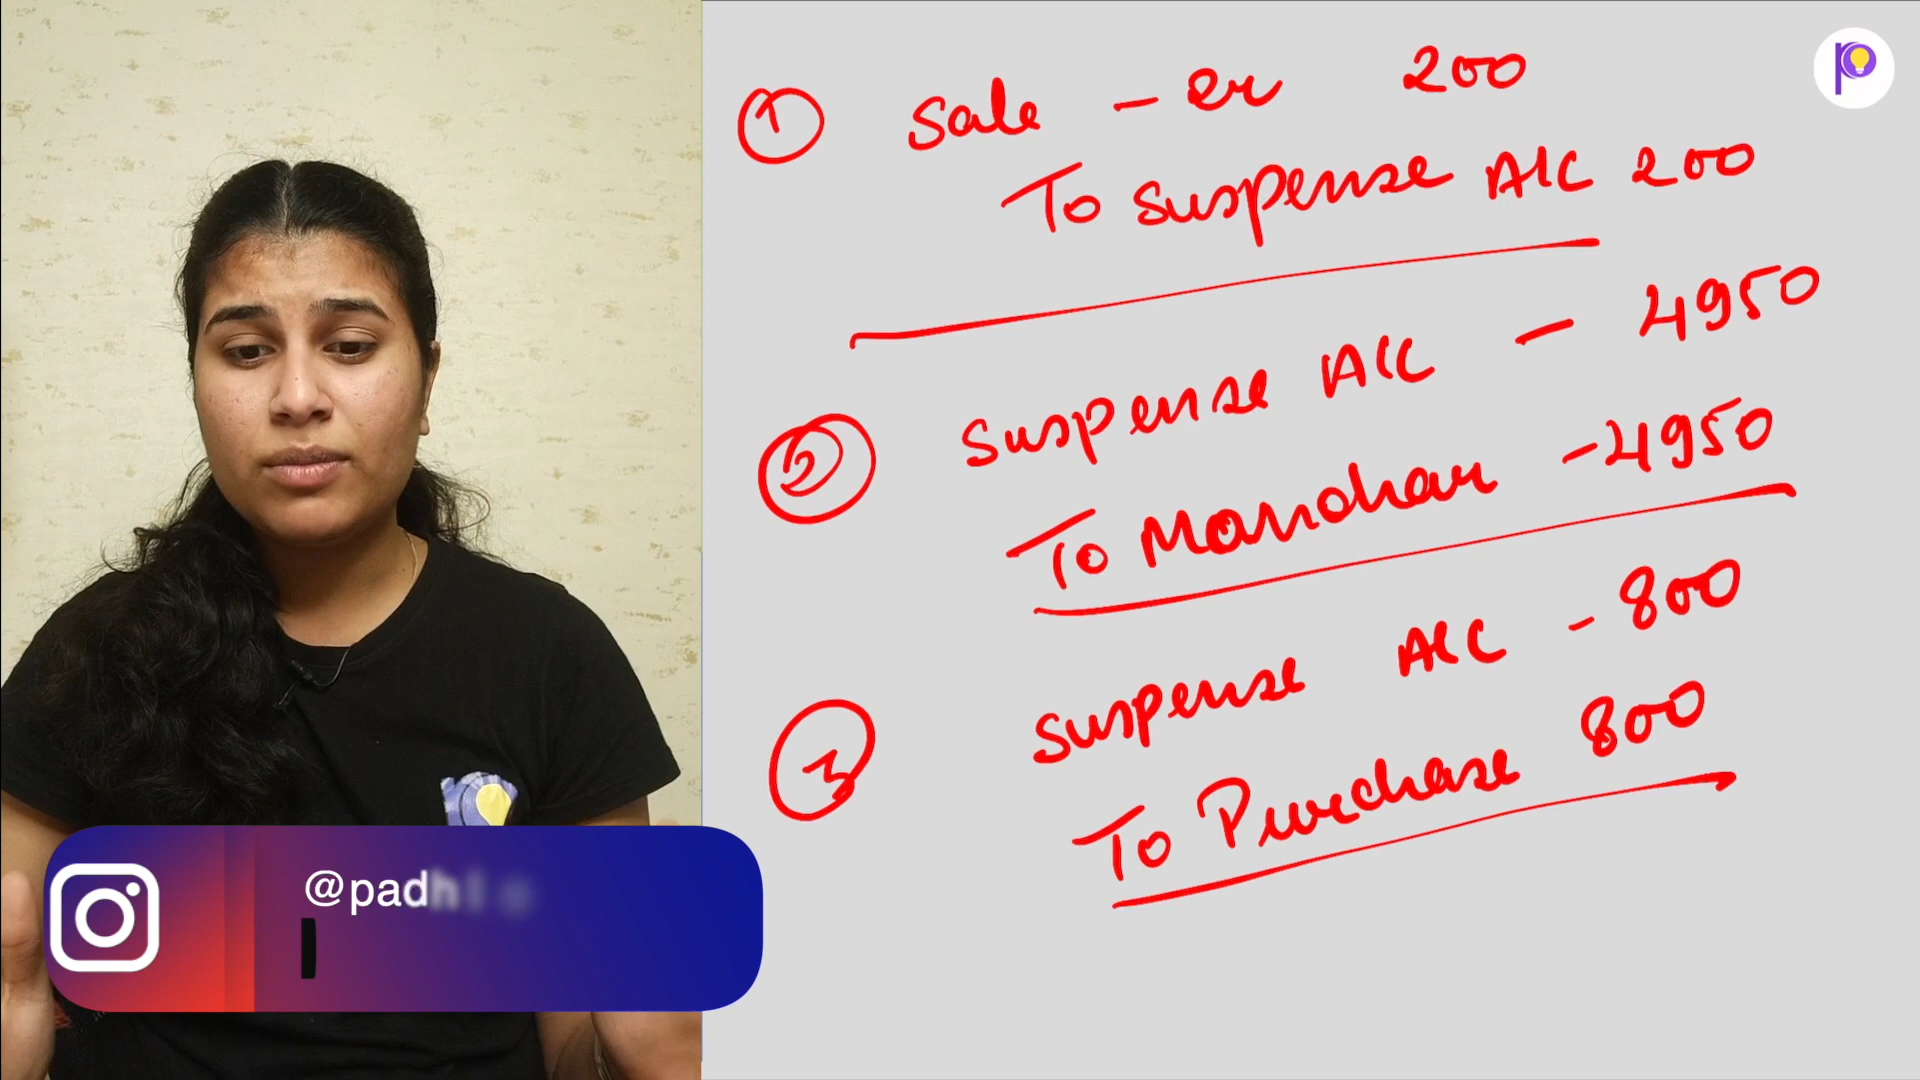 ① Sale - Dr 200
To Suspense A/C 200
② Suspense A/C - 4950
To Manohar - 4950
③ Suspense A/C - 800
To Purchase 800
@padh